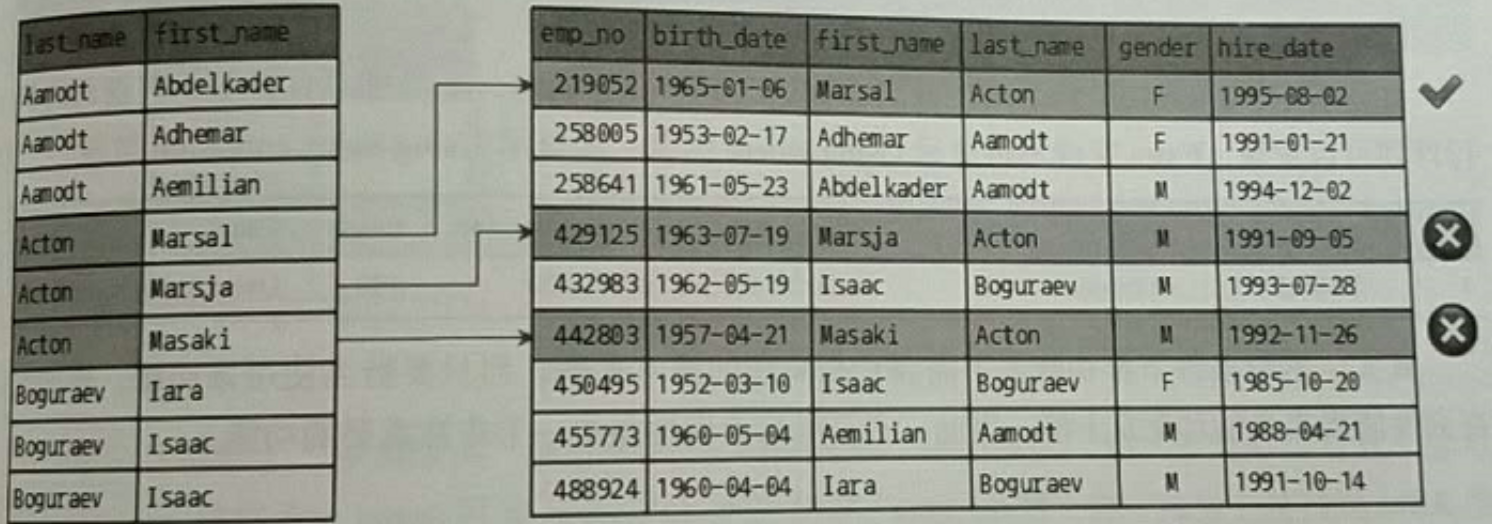 last_name first_name
Aamodt Abdelkader
Aamodt Adhemar
Aamodt Aemilian
Acton Marsal
Acton Marsja
Acton Masaki
Boguraev Iara
Boguraev Isaac
Boguraev Isaac
emp_no birth_date first_name last_name gender hire_date
219052 1965-01-06 Marsal Acton F 1995-08-02
258005 1953-02-17 Adhemar Aamodt F 1991-01-21
258641 1961-05-23 Abdelkader Aamodt M 1994-12-02
429125 1963-07-19 Marsja Acton M 1991-09-05
432983 1962-05-19 Isaac Boguraev M 1993-07-28
442803 1957-04-21 Masaki Acton M 1992-11-26
450495 1952-03-10 Isaac Boguraev F 1985-10-20
455773 1960-05-04 Aemilian Aamodt M 1988-04-21
488924 1960-04-04 Iara Boguraev M 1991-10-14